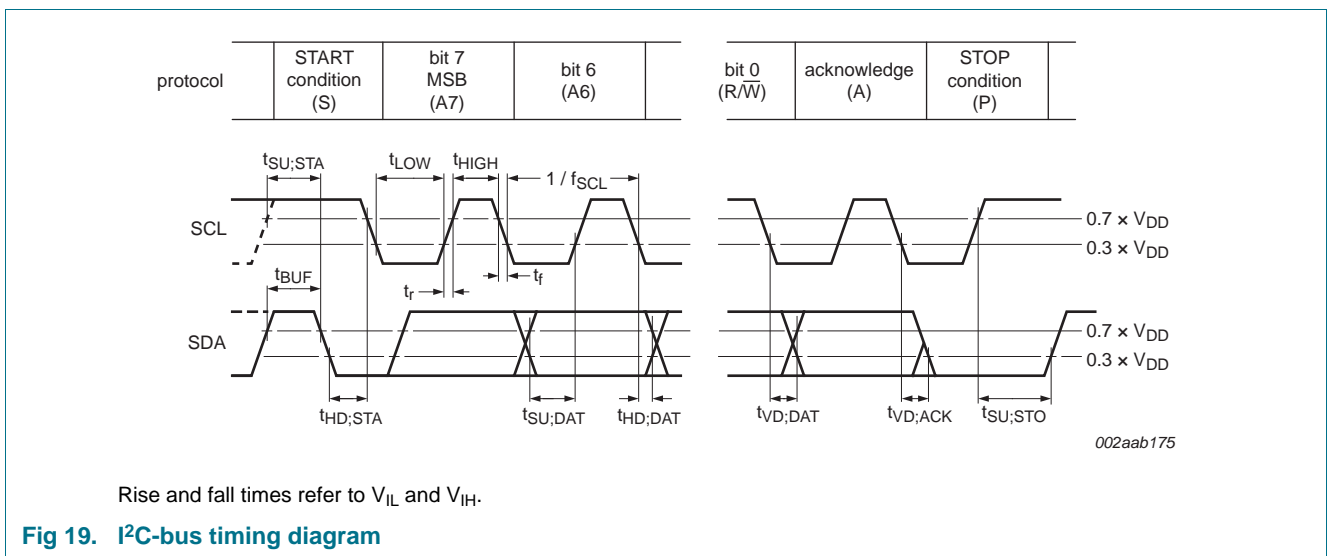 protocol
START
condition
(S)
bit 7
MSB
(A7)
bit 6
(A6)
bit 0
(R/W̅)
acknowledge
(A)
STOP
condition
(P)
tSU;STA
tLOW
tHIGH
1 / fSCL
SCL
0.7 × VDD
0.3 × VDD
tBUF
tr
tf
SDA
0.7 × VDD
0.3 × VDD
tHD;STA
tSU;DAT
tHD;DAT
tVD;DAT
tVD;ACK
tSU;STO
002aab175
Rise and fall times refer to VIL and VIH.
Fig 19. I²C-bus timing diagram